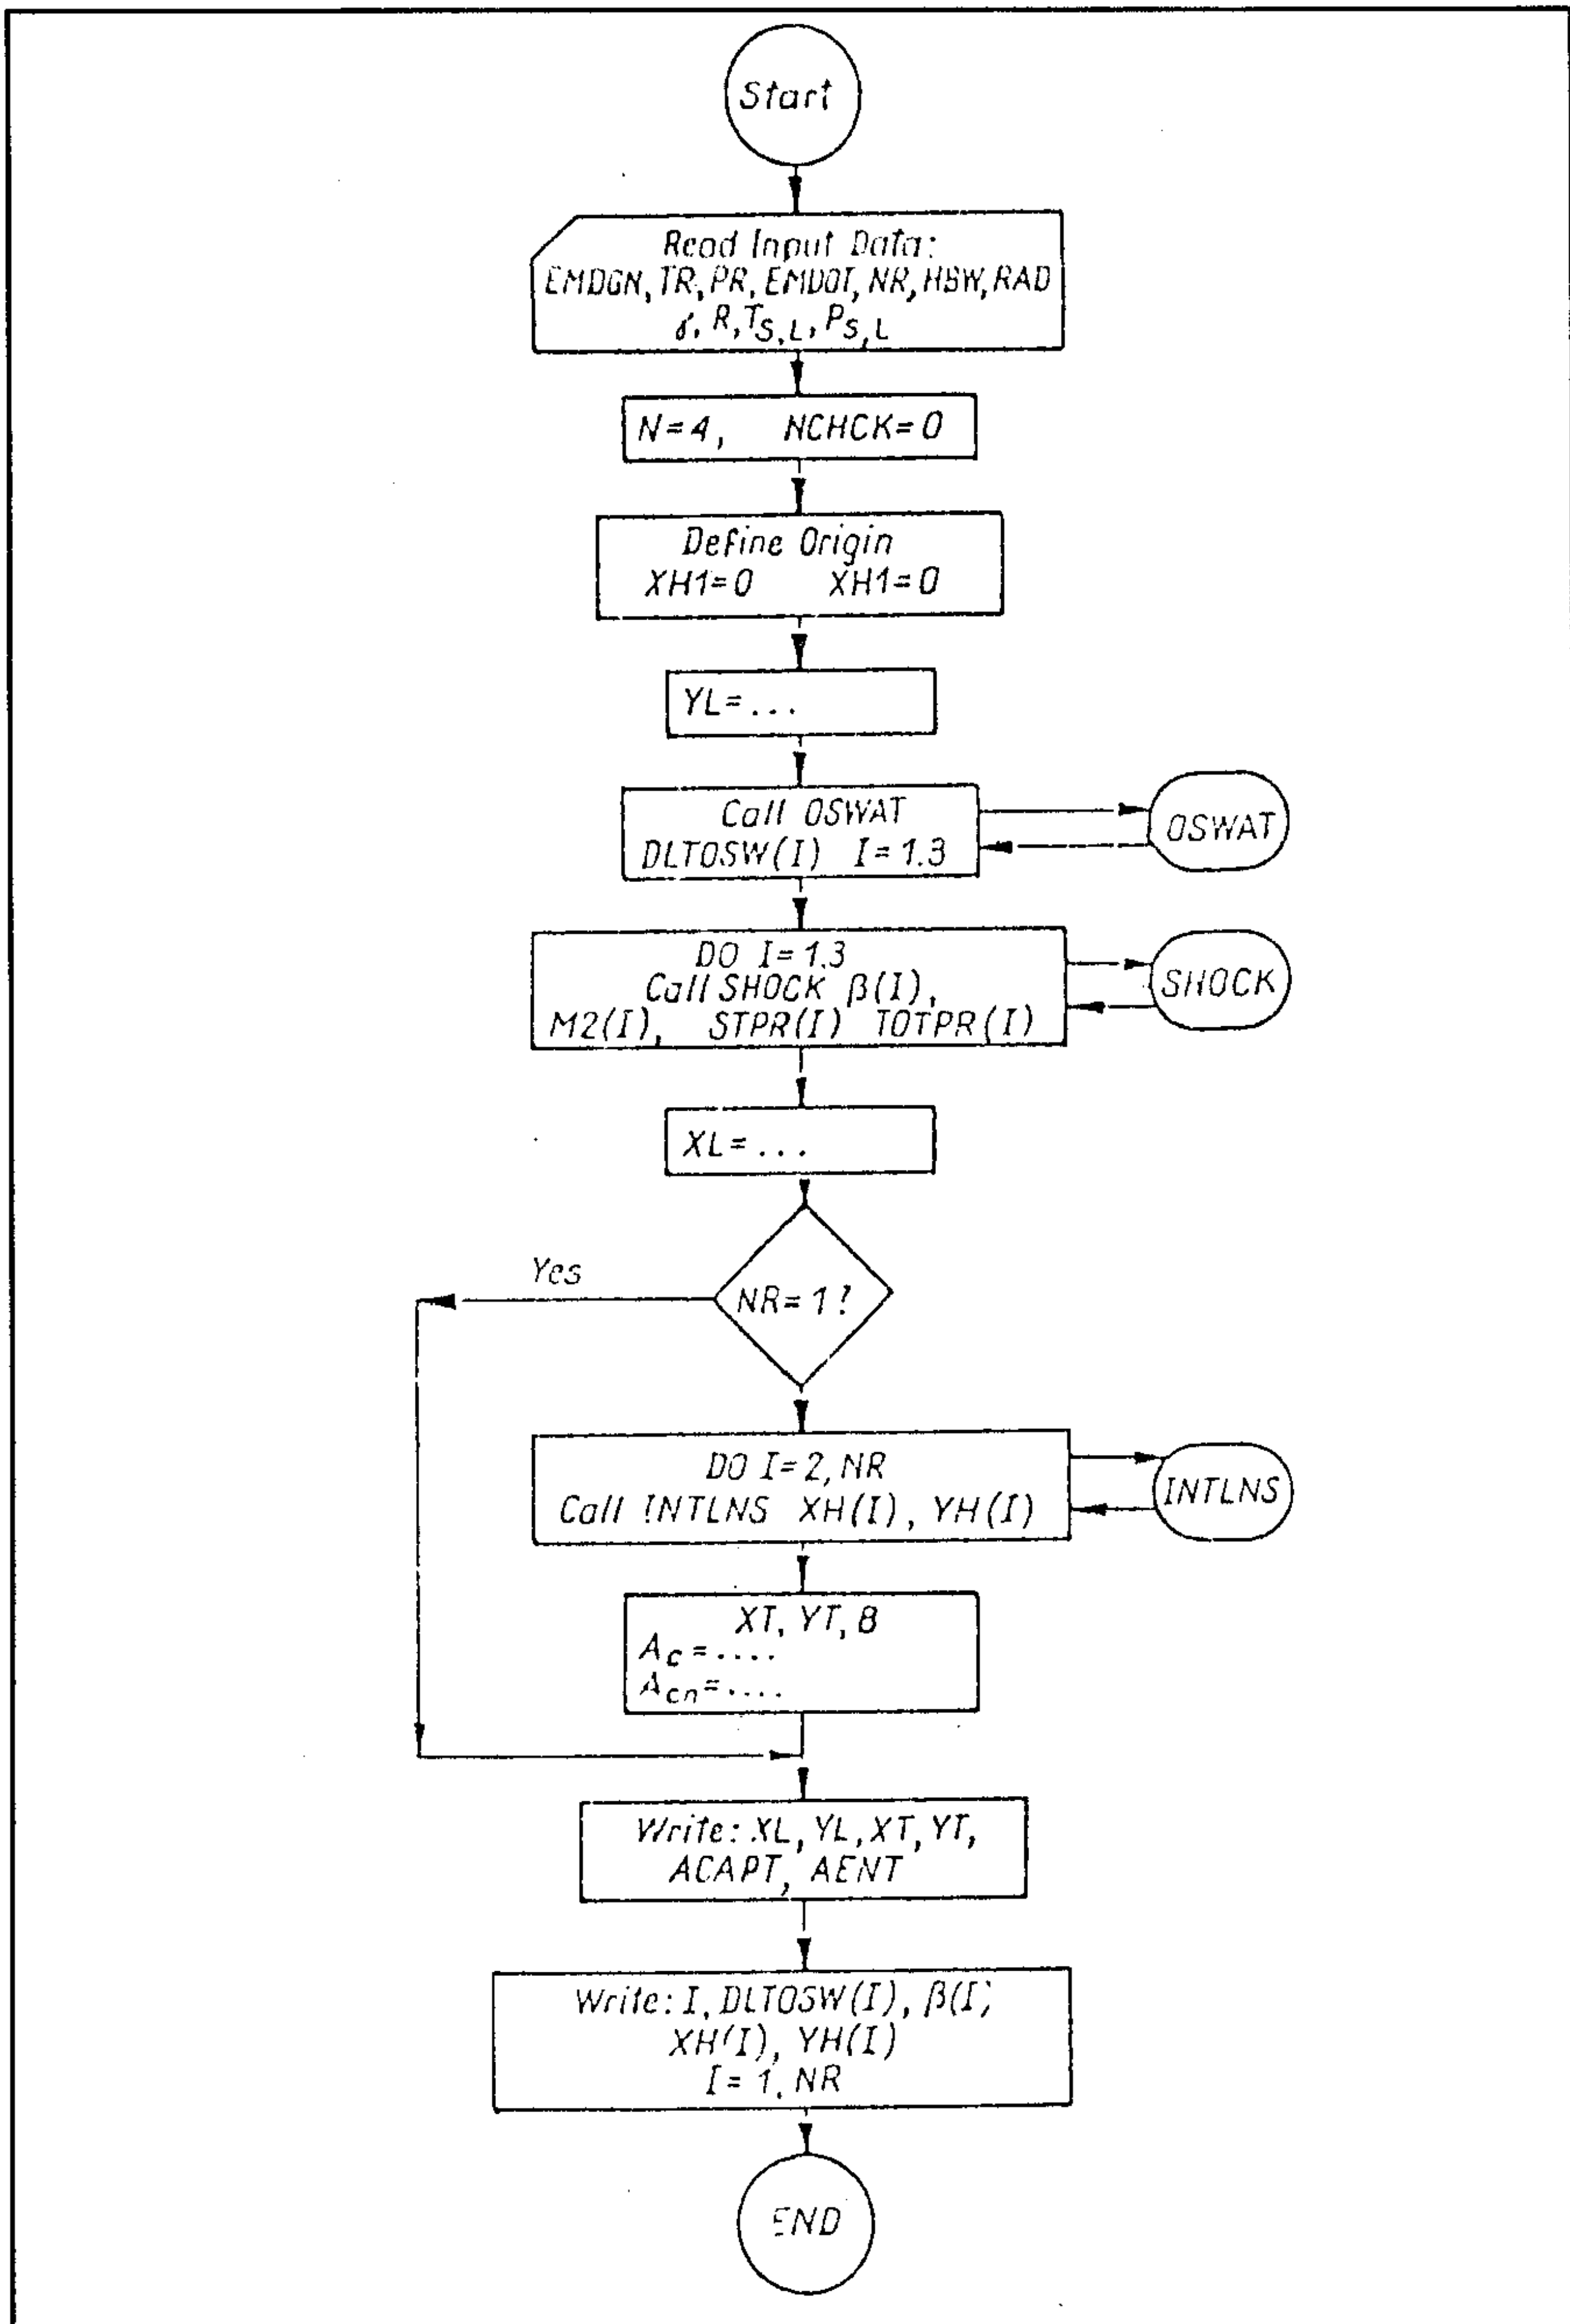 Start
Read Input Data:
EMDGN, TR, PR, EMDOT, NR, HBW, RAD
γ, R, TS,L, PS,L
N=4, NCHCK=0
Define Origin
XH1=0 XH1=0
YL=...
Call OSWAT
DLTOSW(I) I=1.3
OSWAT
DO I=1.3
Call SHOCK β(I),
M2(I), STPR(I) TOTPR(I)
SHOCK
XL=...
Yes
NR=1?
DO I=2, NR
Call INTLNS XH(I), YH(I)
INTLNS
XT, YT, B
Ac=....
Acn=....
Write: XL, YL, XT, YT,
ACAPT, AENT
Write: I, DLTOSW(I), β(I)
XH(I), YH(I)
I=1, NR
END